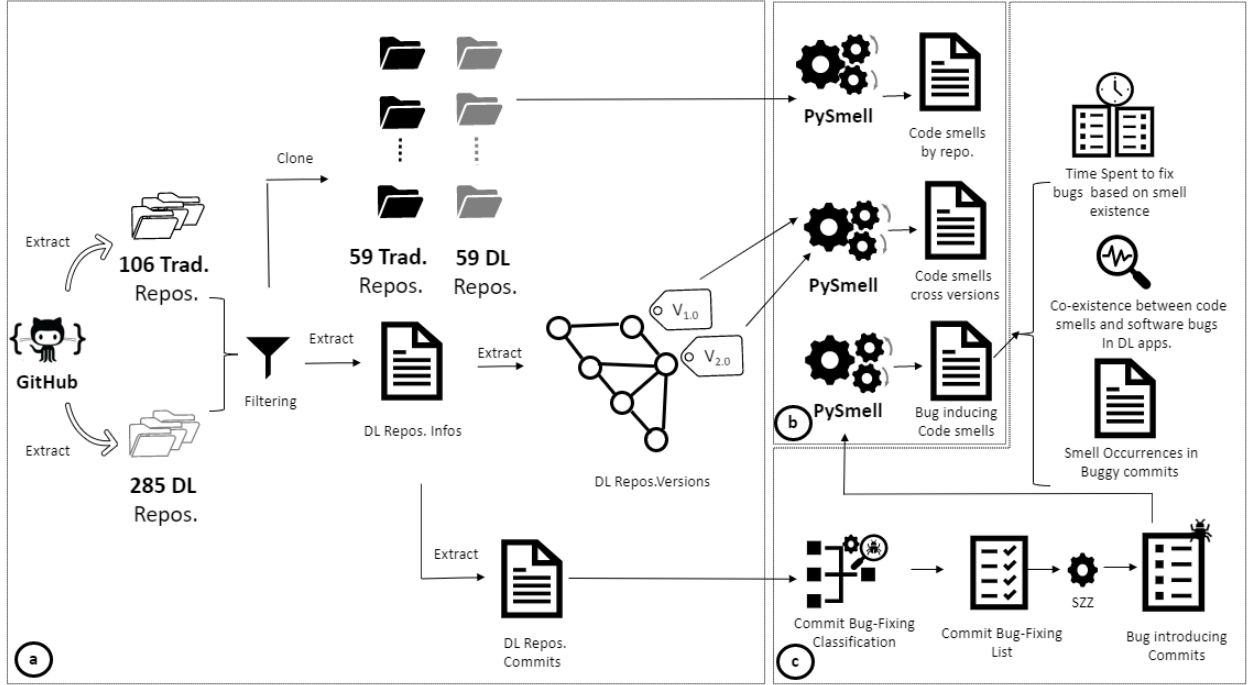 Extract
106 Trad.
Repos.
GitHub
Extract
285 DL
Repos.
Filtering
Clone
59 Trad.
Repos.
59 DL
Repos.
Extract
DL Repos. Infos
Extract
V1.0
V2.0
DL Repos.Versions
Extract
DL Repos.
Commits
a
PySmell
Code smells
by repo.
PySmell
Code smells
cross versions
PySmell
Bug inducing
Code smells
b
Time Spent to fix
bugs based on smell
existence
Co-existence between code
smells and software bugs
In DL apps.
Smell Occurrences in
Buggy commits
Commit Bug-Fixing
Classification
Commit Bug-Fixing
List
SZZ
Bug introducing
Commits
c